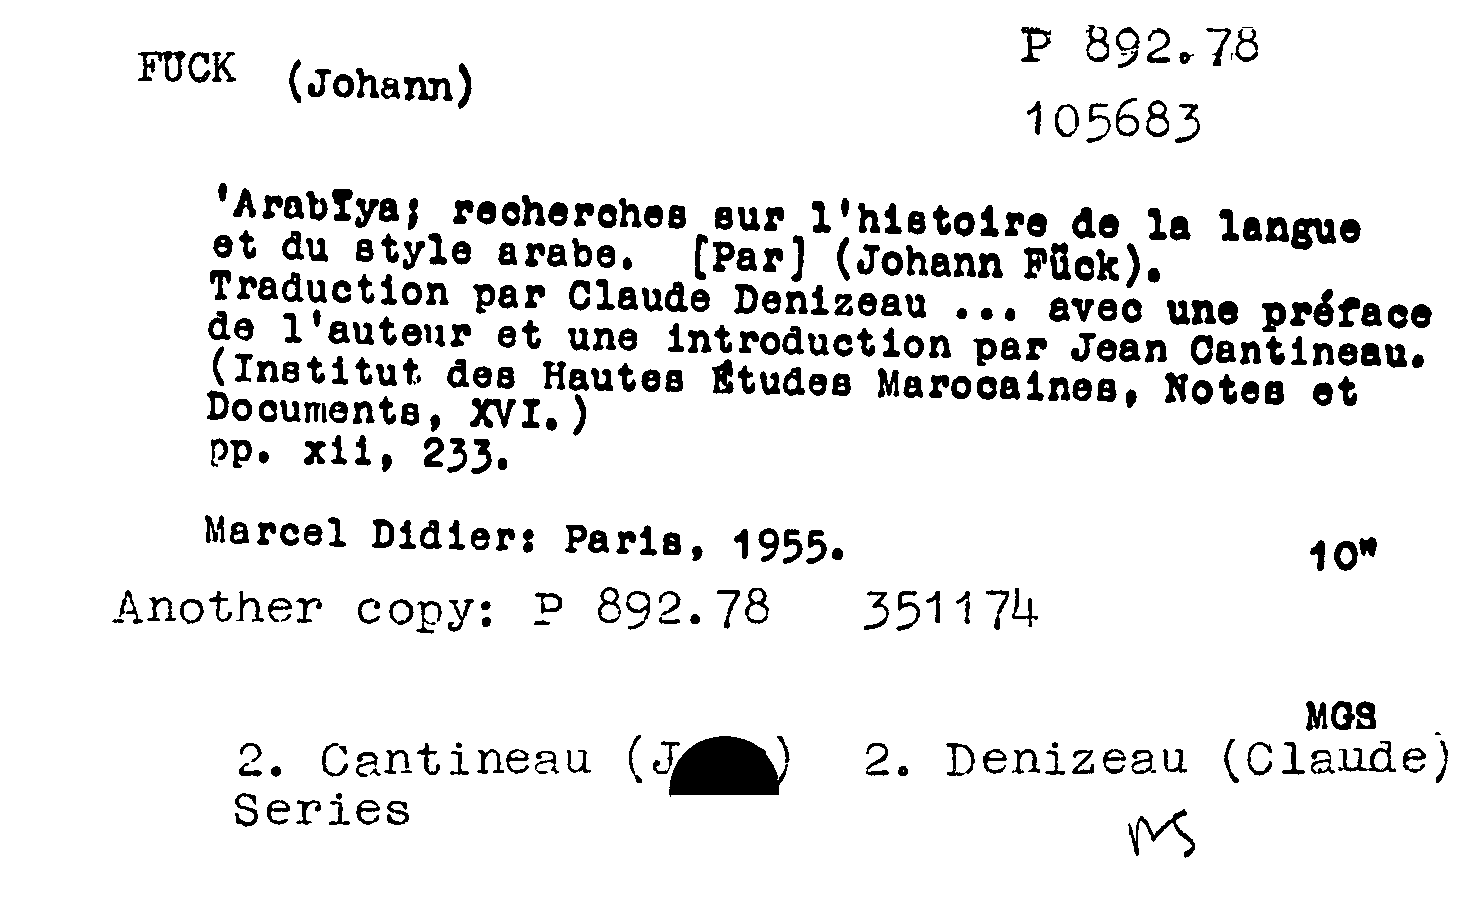 FÜCK (Johann)
P 892.78
105683
'Arabīya; recherches sur l'histoire de la langue
et du style arabe. [Par] (Johann Fück).
Traduction par Claude Denizeau ... avec une préface
de l'auteur et une introduction par Jean Cantineau.
(Institut des Hautes Études Marocaines, Notes et
Documents, XVI.)
pp. xii, 233.
Marcel Didier: Paris, 1955.
10"
Another copy: P 892.78 351174
MGS
2. Cantineau (J ) 2. Denizeau (Claude)
Series